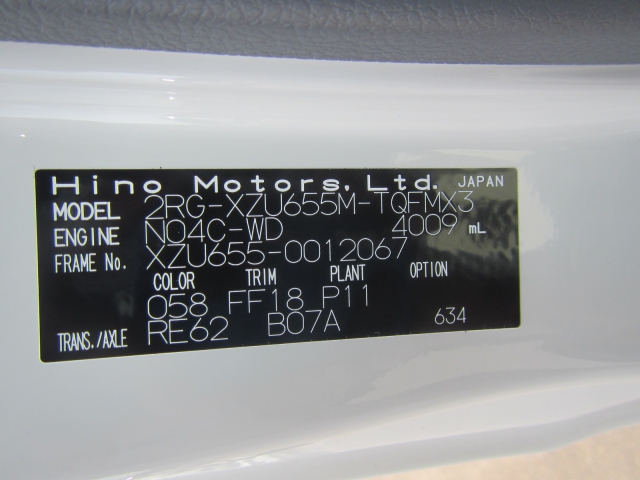 Hino Motors, Ltd. JAPAN
MODEL 2RG-XZU655M-TQFMX3
ENGINE N04C-WD 4009 mL
FRAME No. XZU655-0012067
COLOR TRIM PLANT OPTION
058 FF18 P11
TRANS./AXLE RE62 B07A 634